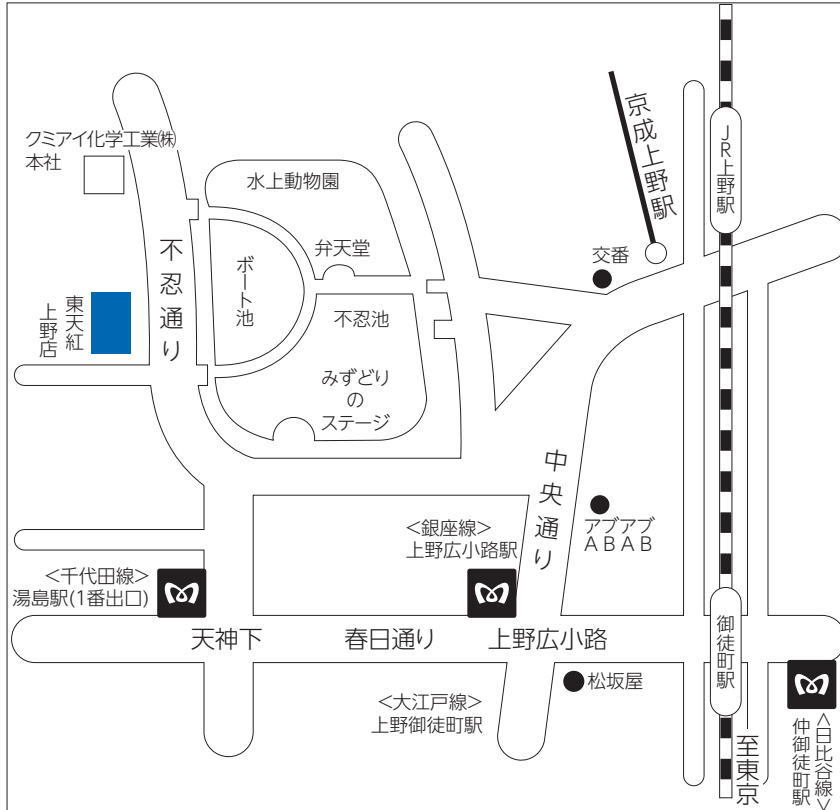 クミアイ化学工業㈱
本社
水上動物園
京成上野駅
JR上野駅
交番
弁天堂
ボート池
不忍通り
不忍池
東天紅
上野店
みずどり
の
ステージ
中央通り
アブアブ
ABAB
<銀座線>
上野広小路駅
<千代田線>
湯島駅(1番出口)
天神下
春日通り
上野広小路
御徒町駅
松坂屋
<大江戸線>
上野御徒町駅
至東京
<日比谷線>
仲御徒町駅